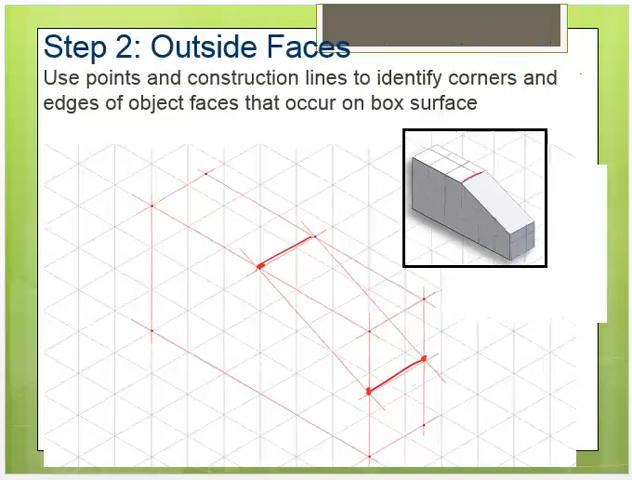 Step 2: Outside Faces
Use points and construction lines to identify corners and
edges of object faces that occur on box surface